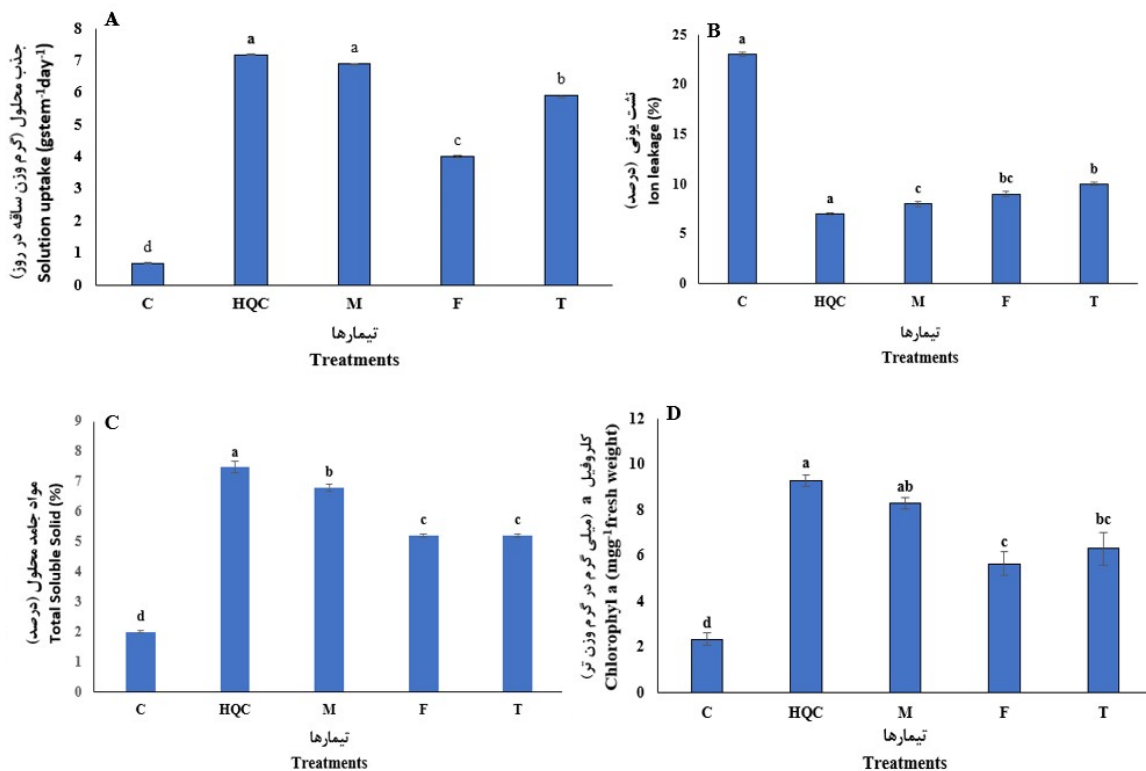 A
جذب محلول (گرم وزن ساقه در روز)
Solution uptake (gstem⁻¹day⁻¹)
8
7
6
5
4
3
2
1
0
d
a
a
c
b
C HQC M F T
تیمارها
Treatments
B
نشت یونی (درصد)
Ion leakage (%)
25
20
15
10
5
0
a
a
c
bc
b
C HQC M F T
تیمارها
Treatments
C
مواد جامد محلول (درصد)
Total Soluble Solid (%)
9
8
7
6
5
4
3
2
1
0
d
a
b
c
c
C HQC M F T
تیمارها
Treatments
D
کلروفیل a (میلی گرم در گرم وزن تر)
Chlorophyl a (mgg⁻¹fresh weight)
12
10
8
6
4
2
0
d
a
ab
c
bc
C HQC M F T
تیمارها
Treatments